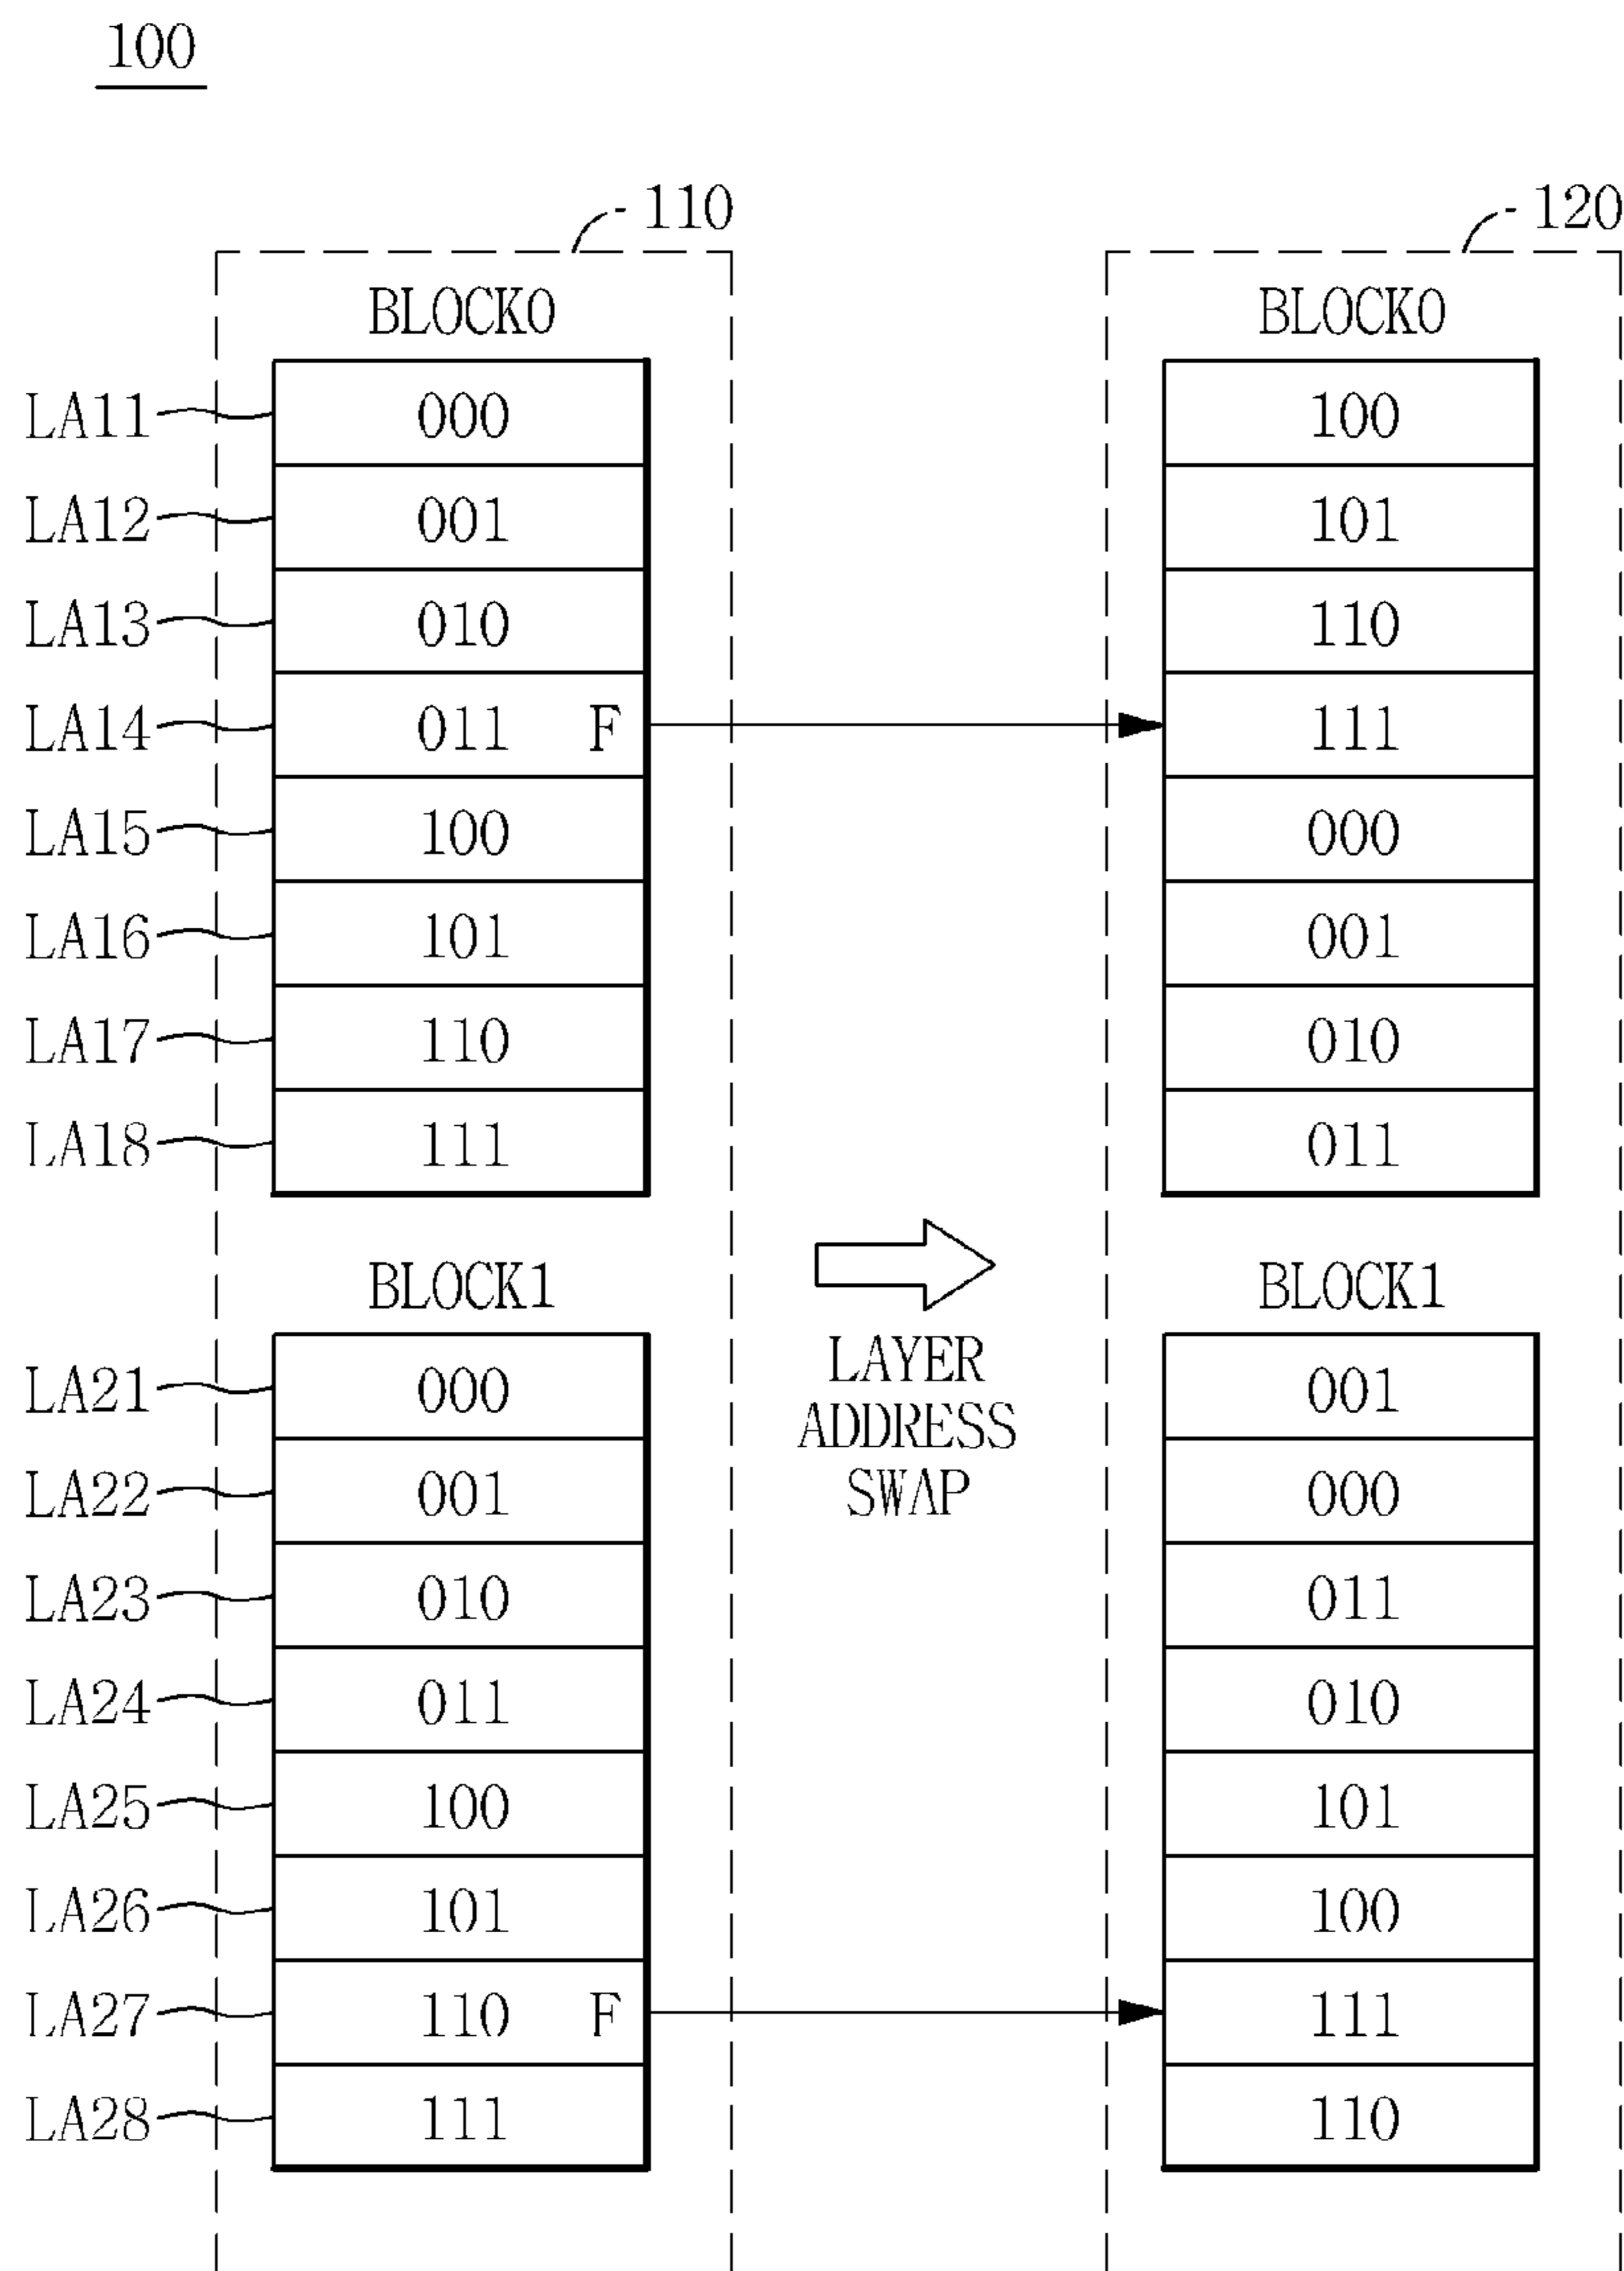 100
110
120
BLOCK0
BLOCK0
LA11 000 100
LA12 001 101
LA13 010 110
LA14 011 F 111
LA15 100 000
LA16 101 001
LA17 110 010
LA18 111 011
BLOCK1
LAYER
ADDRESS
SWAP
BLOCK1
LA21 000 001
LA22 001 000
LA23 010 011
LA24 011 010
LA25 100 101
LA26 101 100
LA27 110 F 111
LA28 111 110